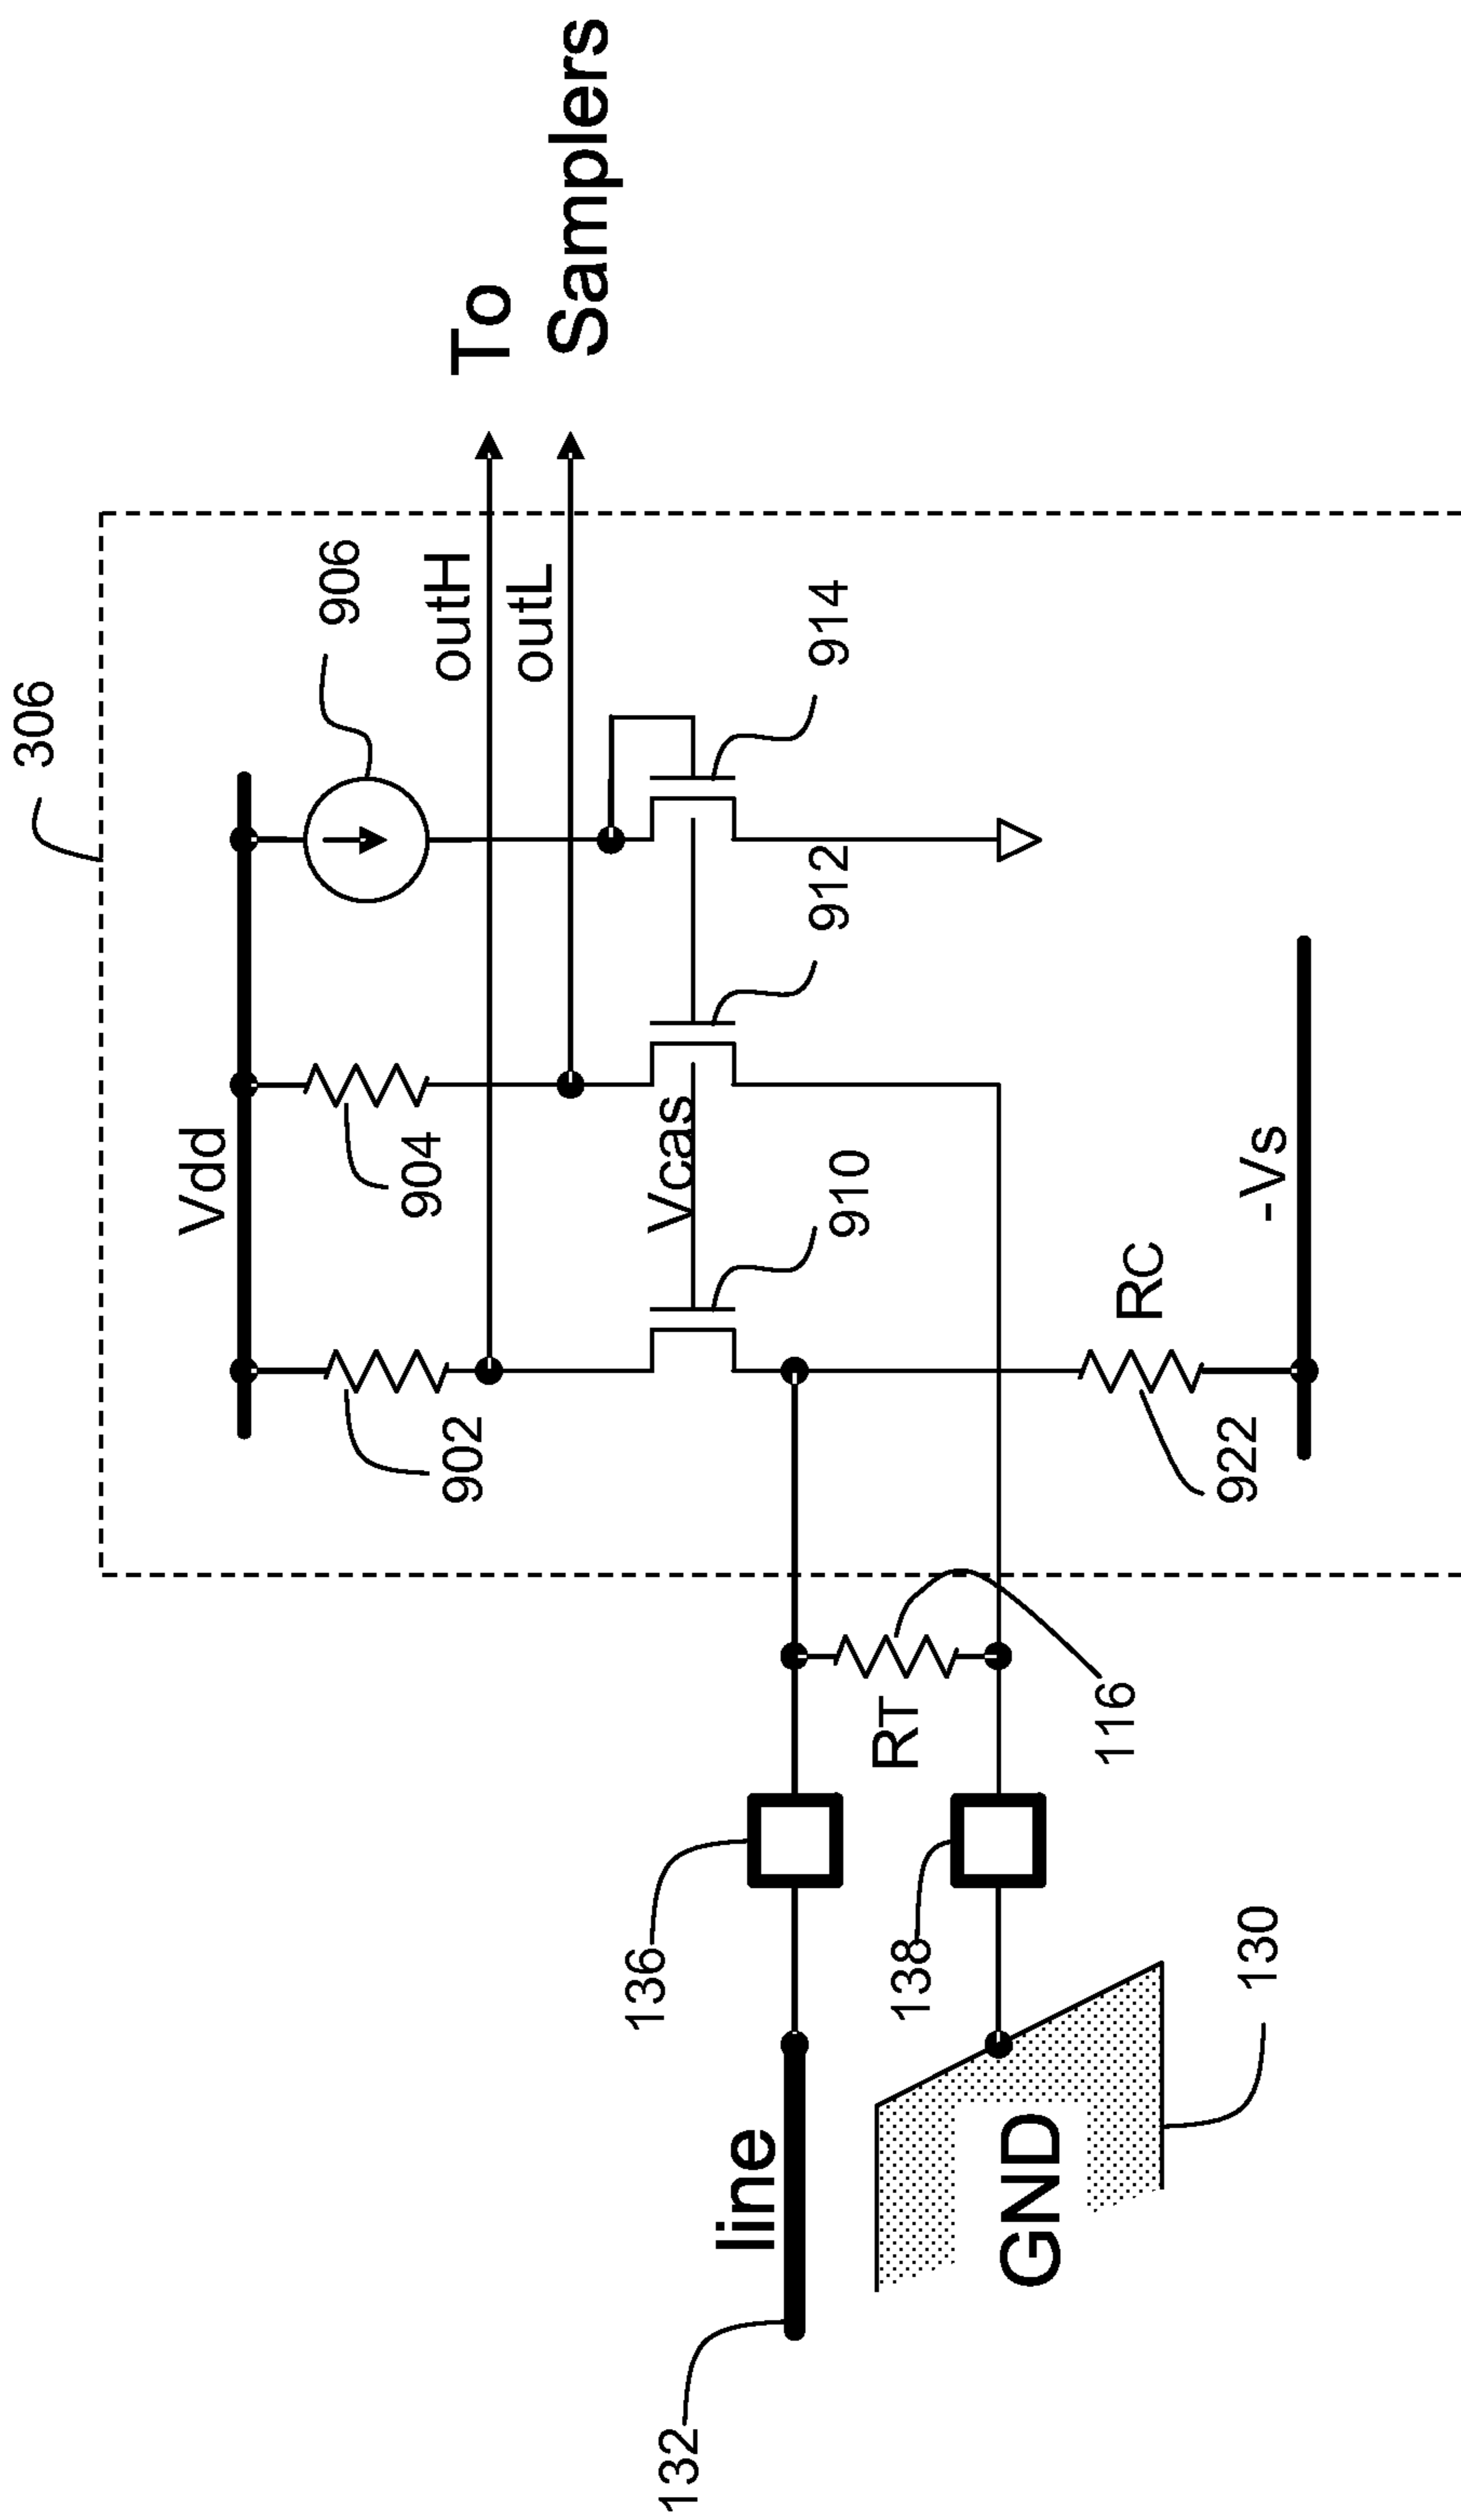 306
906
To
Samplers
outH
outL
Vdd
904
902
Vcas
914
912
910
RC
922
-Vs
RT
116
136
138
line
132
GND
130